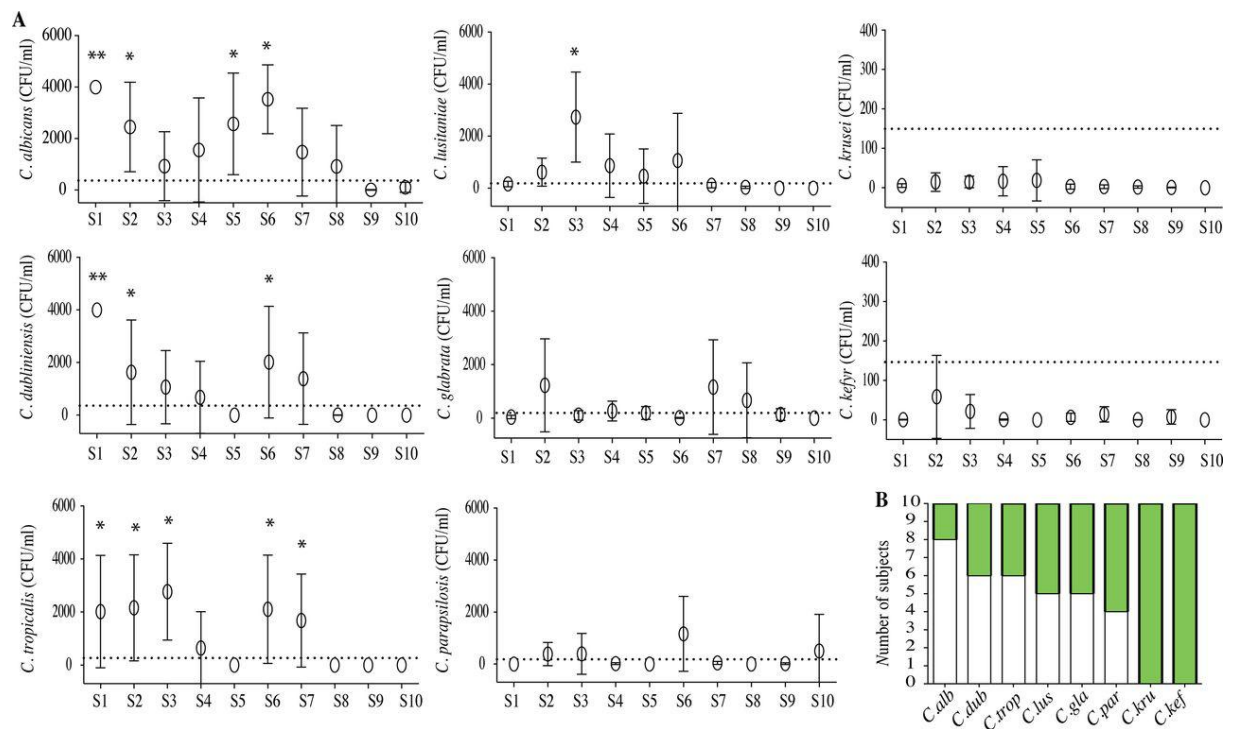 A
C. albicans (CFU/ml)
6000
4000
2000
0
** * * *
S1 S2 S3 S4 S5 S6 S7 S8 S9 S10
C. lusitaniae (CFU/ml)
6000
4000
2000
0
*
S1 S2 S3 S4 S5 S6 S7 S8 S9 S10
C. krusei (CFU/ml)
400
300
200
100
0
S1 S2 S3 S4 S5 S6 S7 S8 S9 S10
C. dubliniensis (CFU/ml)
6000
4000
2000
0
** * *
S1 S2 S3 S4 S5 S6 S7 S8 S9 S10
C. glabrata (CFU/ml)
6000
4000
2000
0
S1 S2 S3 S4 S5 S6 S7 S8 S9 S10
C. kefyr (CFU/ml)
400
300
200
100
0
S1 S2 S3 S4 S5 S6 S7 S8 S9 S10
C. tropicalis (CFU/ml)
6000
4000
2000
0
* * * * *
S1 S2 S3 S4 S5 S6 S7 S8 S9 S10
C. parapsilosis (CFU/ml)
6000
4000
2000
0
S1 S2 S3 S4 S5 S6 S7 S8 S9 S10
B
Number of subjects
10
9
8
7
6
5
4
3
2
1
0
C.alb C.dub C.trop C.lus C.gla C.par C.kru C.kef